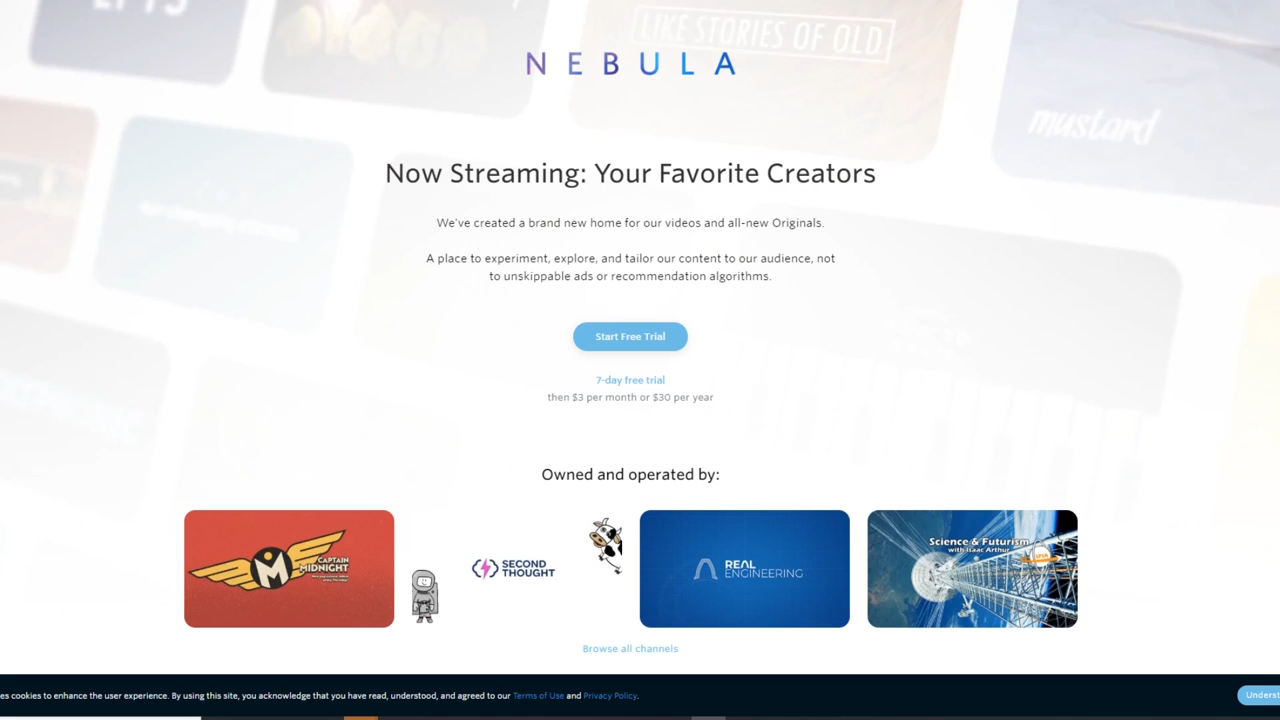 LIKE STORIES OF OLD
NEBULA
mustard
Now Streaming: Your Favorite Creators
We've created a brand new home for our videos and all-new Originals.
A place to experiment, explore, and tailor our content to our audience, not
to unskippable ads or recommendation algorithms.
Start Free Trial
7-day free trial
then $3 per month or $30 per year
Owned and operated by:
CAPTAIN
MIDNIGHT
SECOND
THOUGHT
REAL
ENGINEERING
Science & Futurism
with Isaac Arthur
Browse all channels
es cookies to enhance the user experience. By using this site, you acknowledge that you have read, understood, and agreed to our Terms of Use and Privacy Policy.
Underst